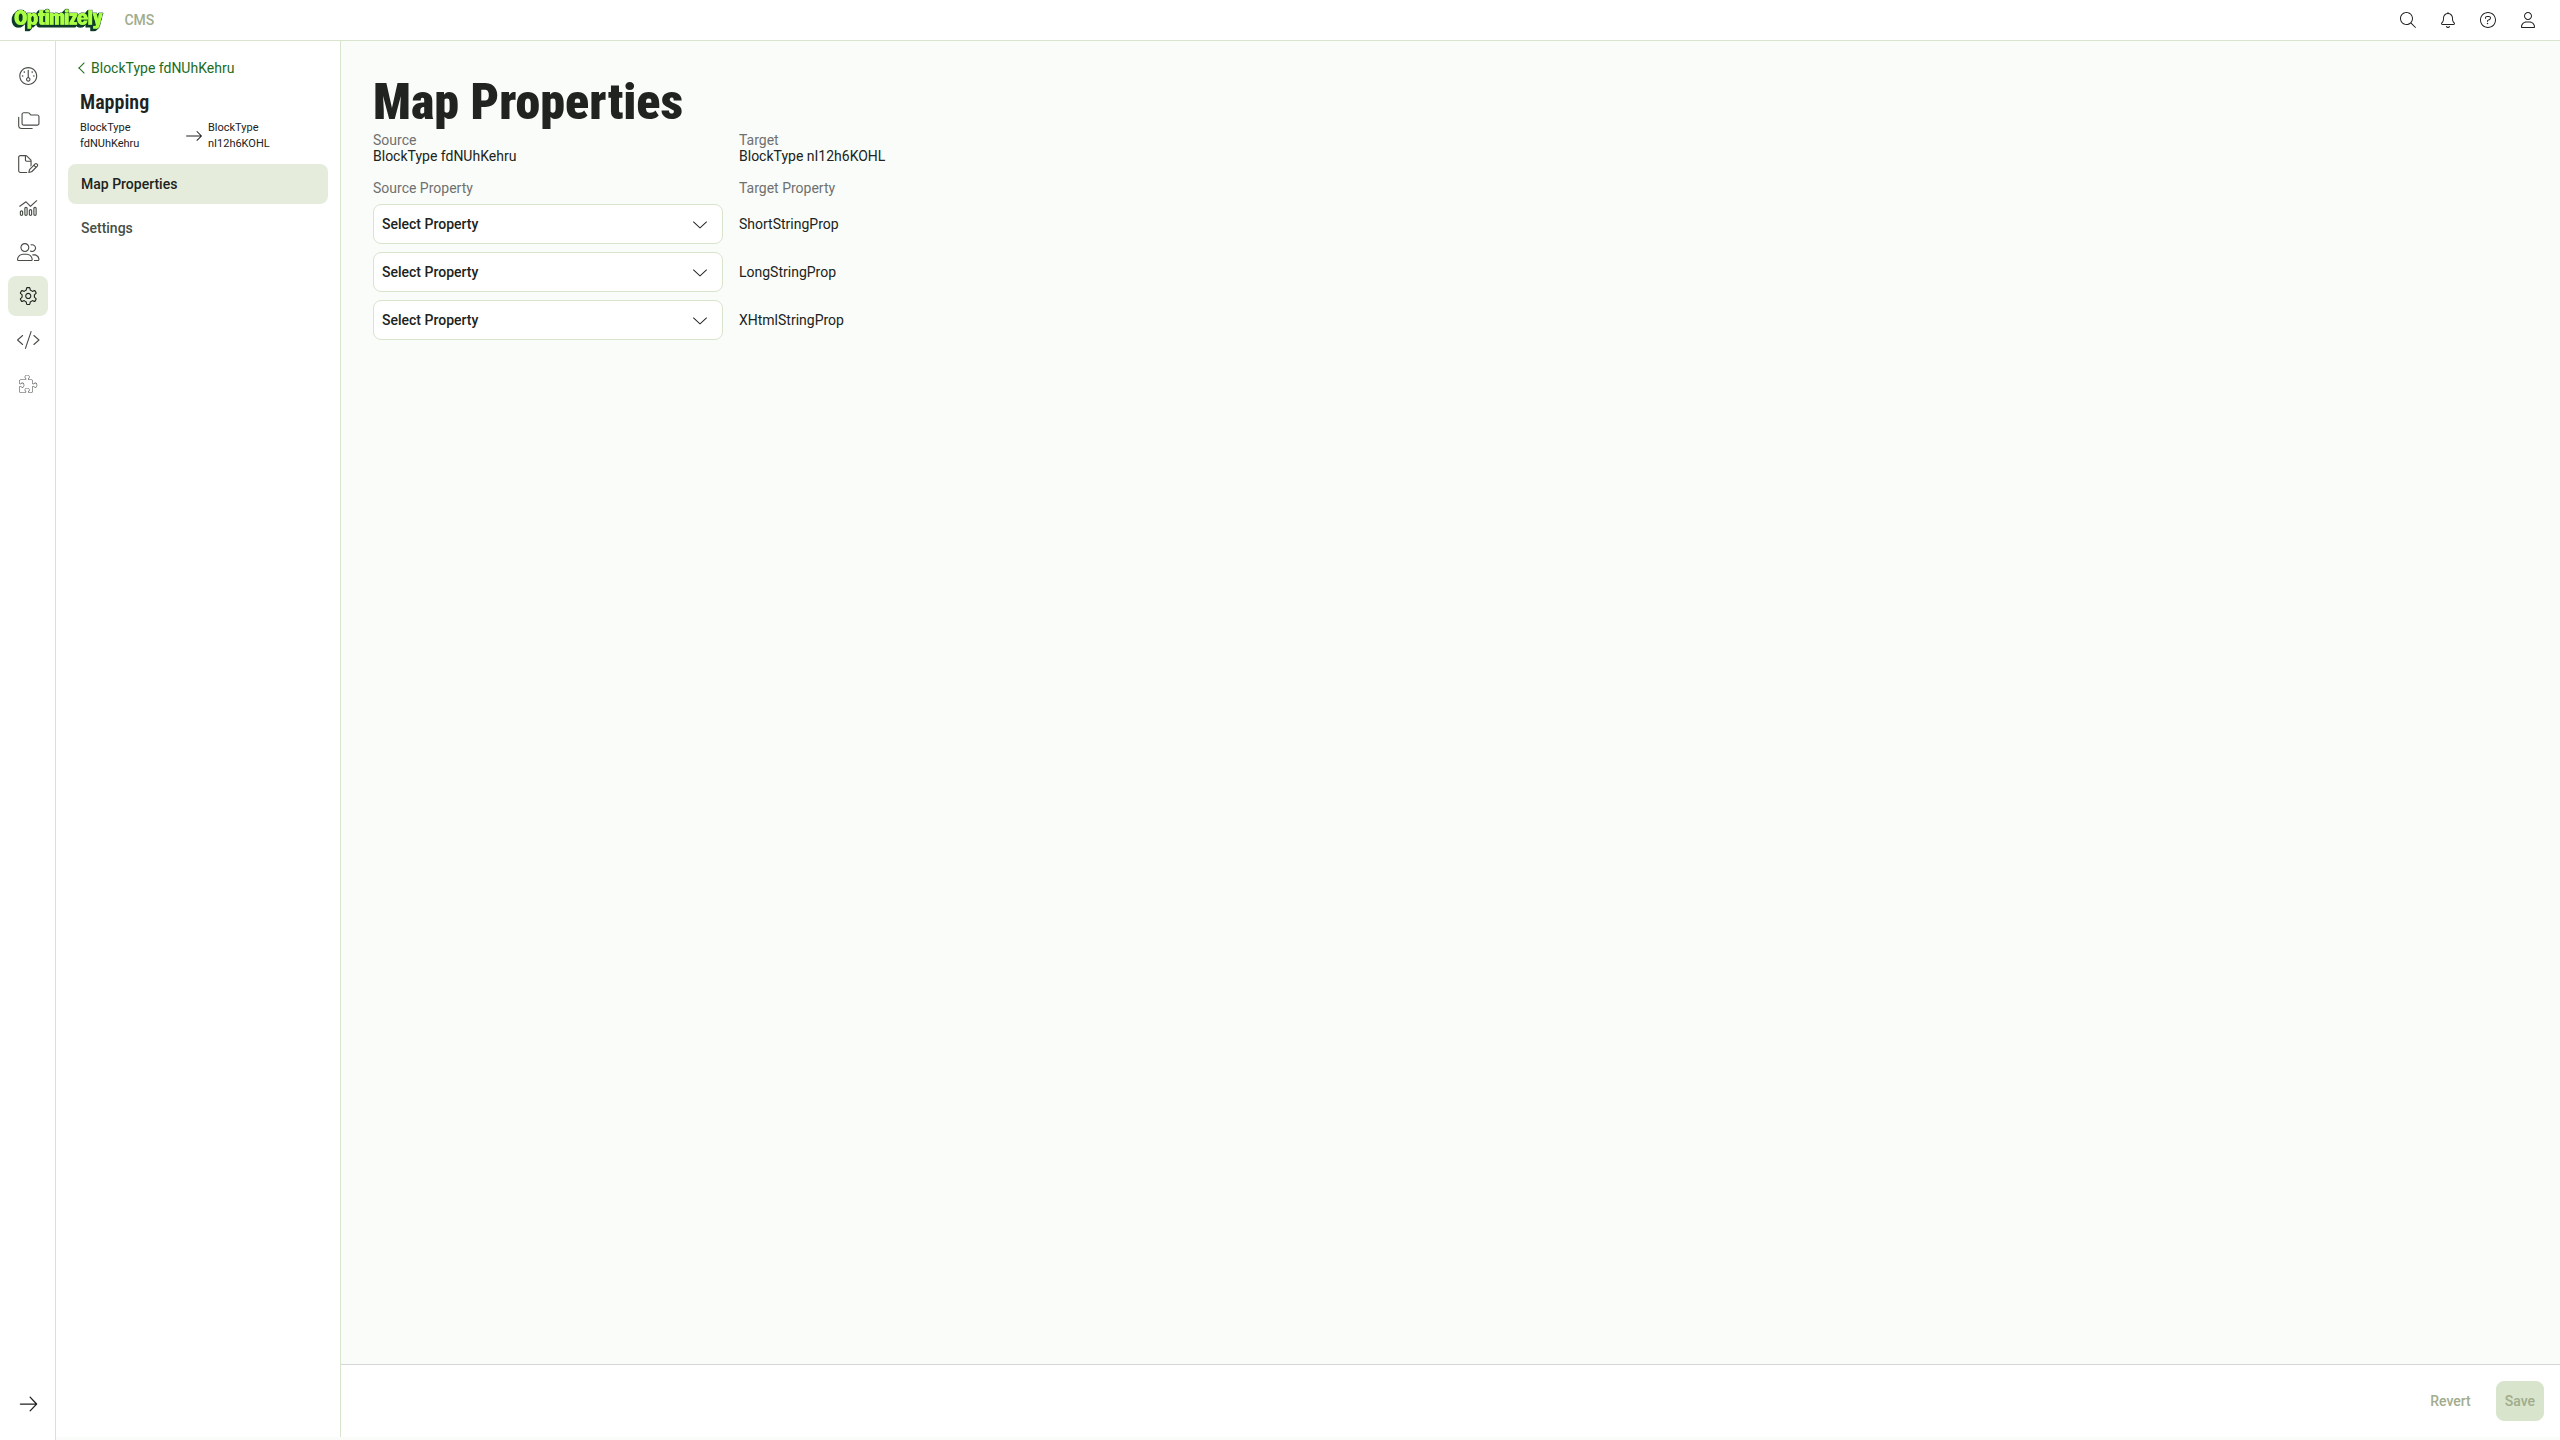 Optimizely CMS
BlockType fdNUhKehru
Mapping
BlockType
fdNUhKehru
BlockType
nl12h6KOHL
Map Properties
Settings
Map Properties
Source
BlockType fdNUhKehru
Target
BlockType nl12h6KOHL
Source Property
Target Property
Select Property
ShortStringProp
Select Property
LongStringProp
Select Property
XHtmlStringProp
Revert
Save